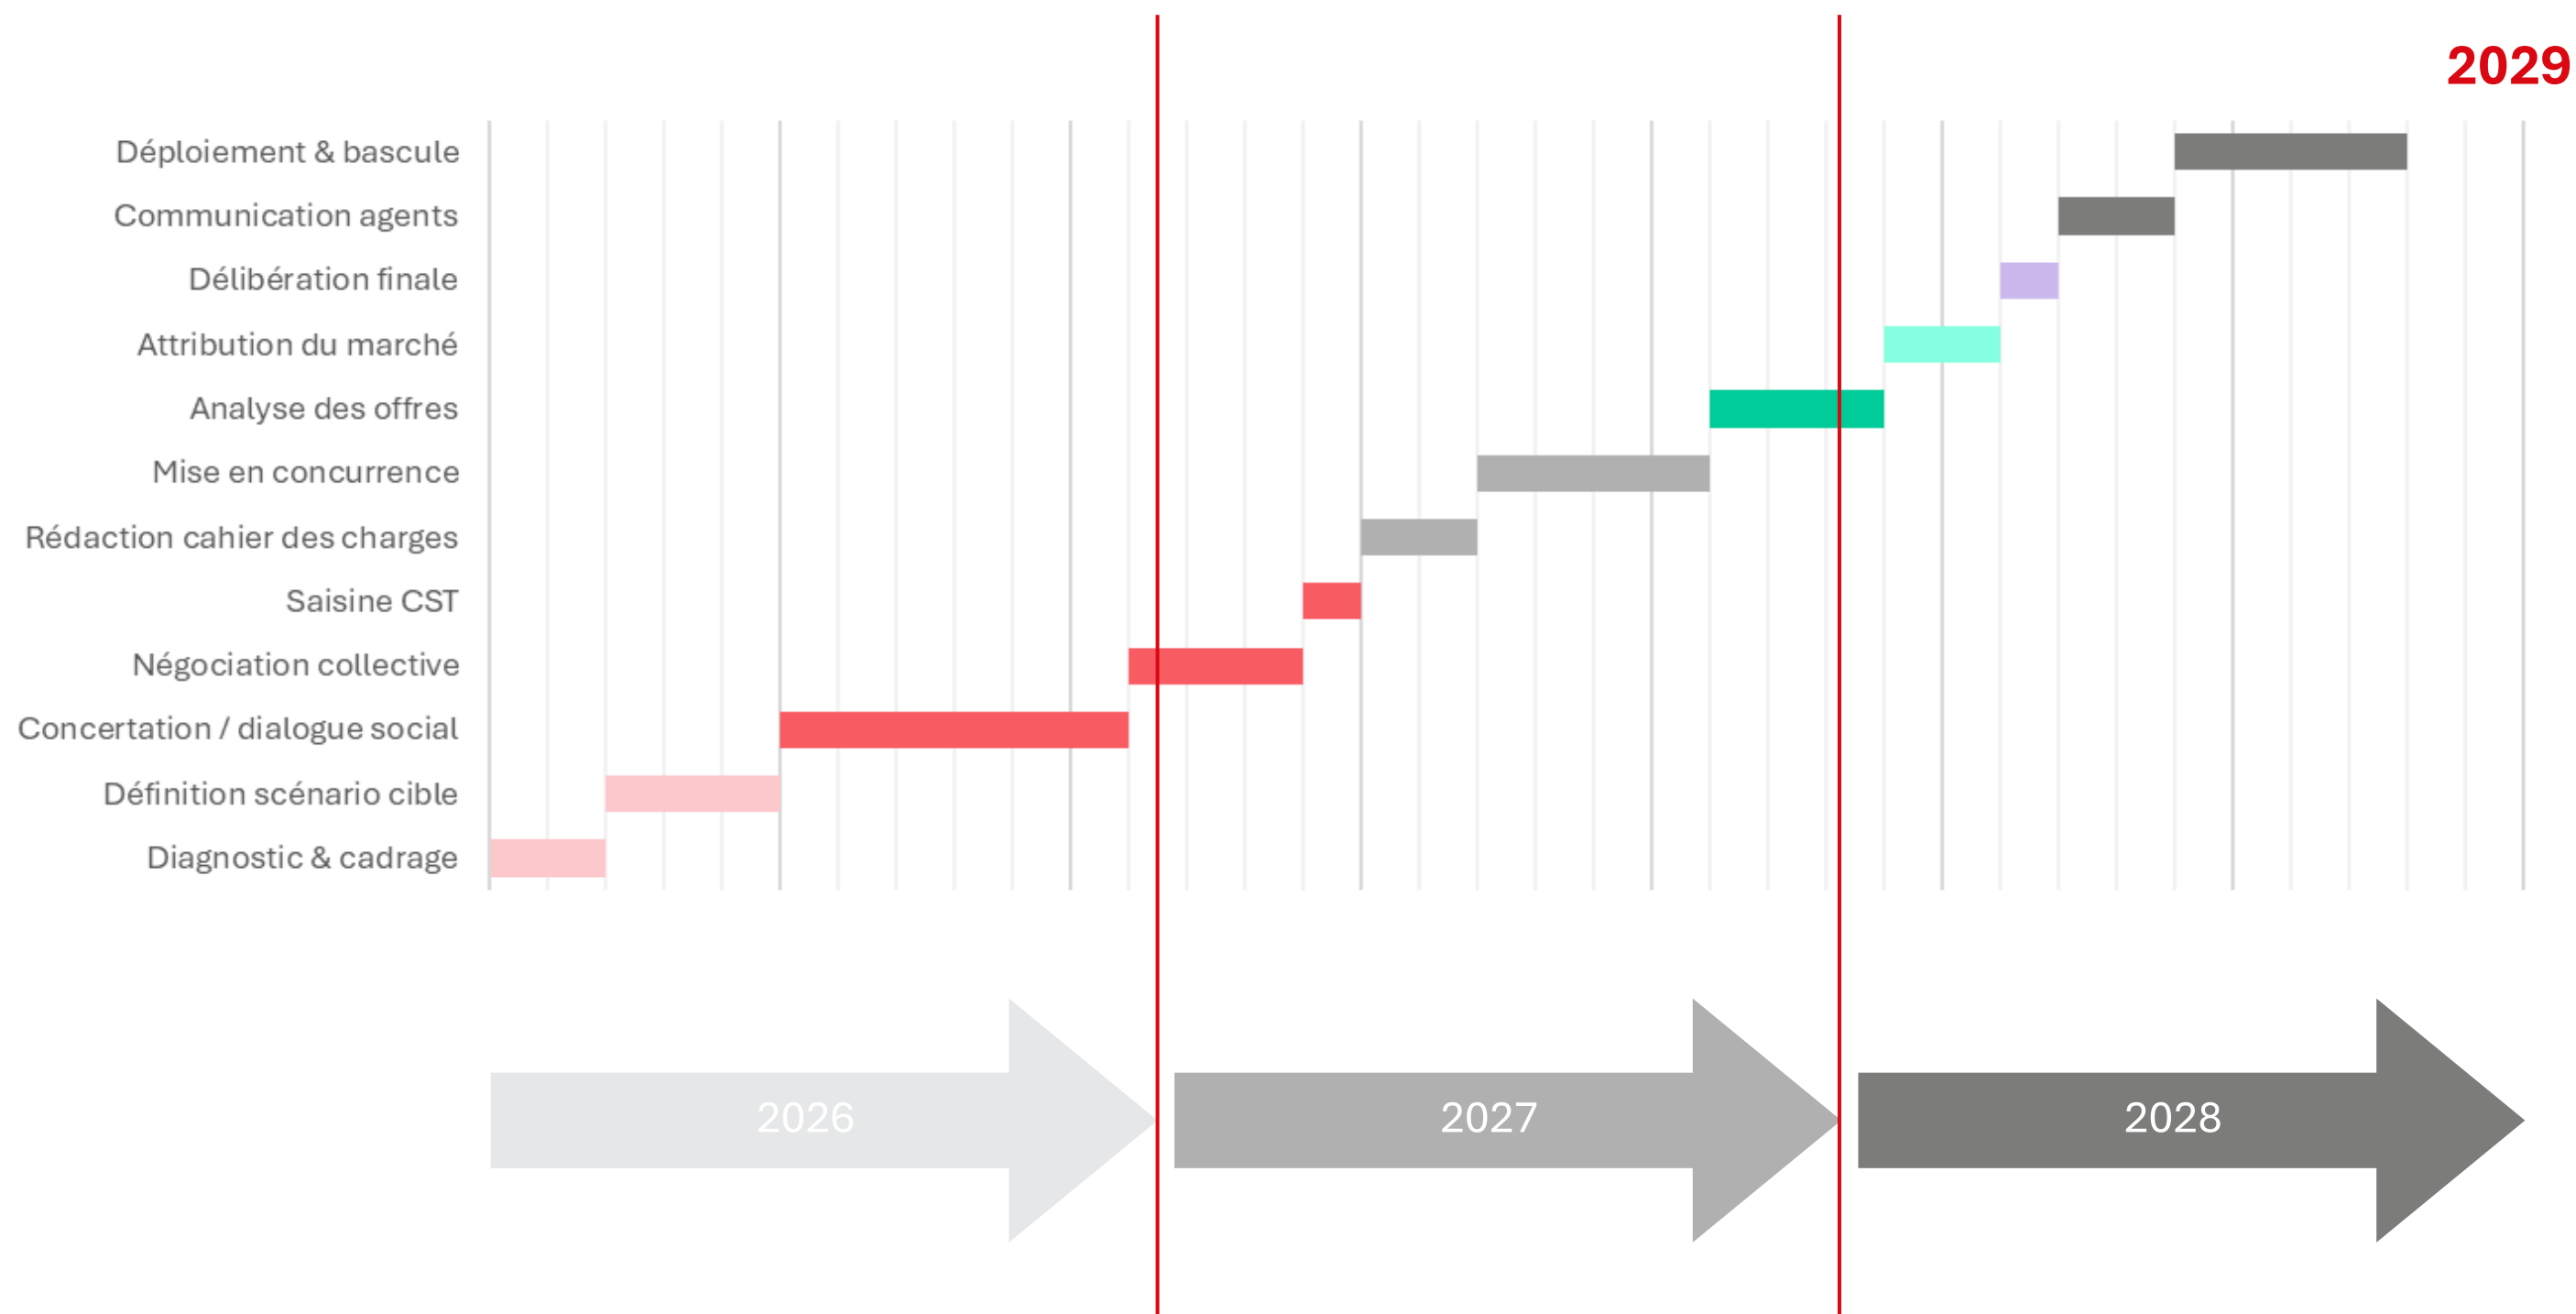 2029
Déploiement & bascule
Communication agents
Délibération finale
Attribution du marché
Analyse des offres
Mise en concurrence
Rédaction cahier des charges
Saisine CST
Négociation collective
Concertation / dialogue social
Définition scénario cible
Diagnostic & cadrage
2026
2027
2028